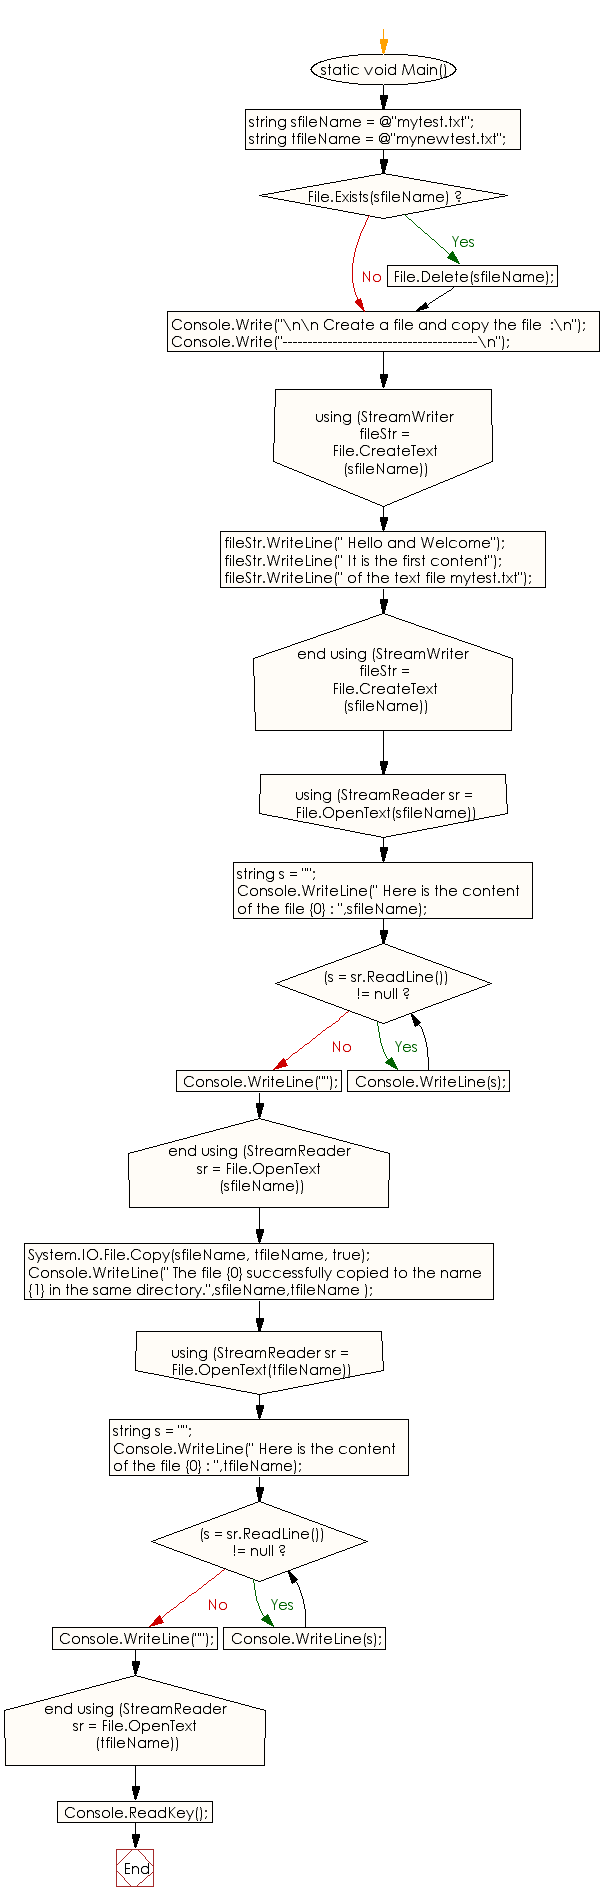 static void Main()
string sfileName = @"mytest.txt";
string tfileName = @"mynewtest.txt";
File.Exists(sfileName) ?
Yes
No
File.Delete(sfileName);
Console.Write("\n\n Create a file and copy the file  :\n");
Console.Write("---------------------------------------\n");
using (StreamWriter
fileStr =
File.CreateText
(sfileName))
fileStr.WriteLine(" Hello and Welcome");
fileStr.WriteLine(" It is the first content");
fileStr.WriteLine(" of the text file mytest.txt");
end using (StreamWriter
fileStr =
File.CreateText
(sfileName))
using (StreamReader sr =
File.OpenText(sfileName))
string s = "";
Console.WriteLine(" Here is the content
of the file {0} : ",sfileName);
(s = sr.ReadLine())
!= null ?
No
Yes
Console.WriteLine("");
Console.WriteLine(s);
end using (StreamReader
sr = File.OpenText
(sfileName))
System.IO.File.Copy(sfileName, tfileName, true);
Console.WriteLine(" The file {0} successfully copied to the name
{1} in the same directory.",sfileName,tfileName );
using (StreamReader sr =
File.OpenText(tfileName))
string s = "";
Console.WriteLine(" Here is the content
of the file {0} : ",tfileName);
(s = sr.ReadLine())
!= null ?
No
Yes
Console.WriteLine("");
Console.WriteLine(s);
end using (StreamReader
sr = File.OpenText
(tfileName))
Console.ReadKey();
End